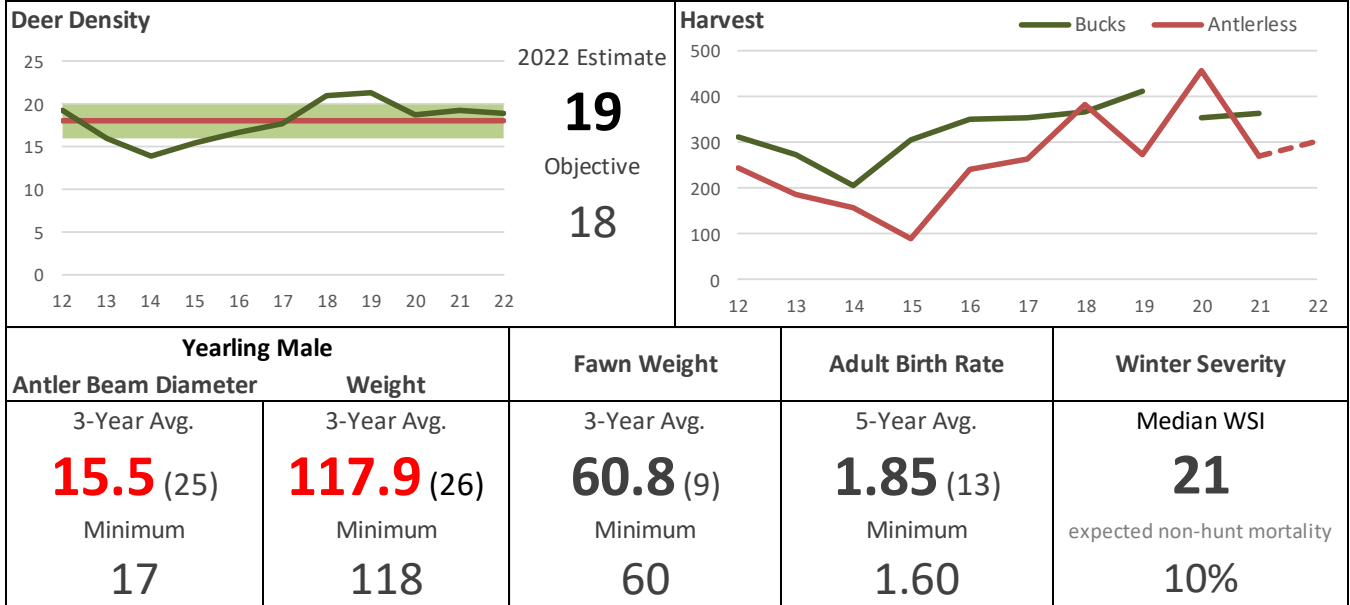 Deer Density
25
20
15
10
5
0
12 13 14 15 16 17 18 19 20 21 22
2022 Estimate
19
Objective
18
Harvest
Bucks Antlerless
500
400
300
200
100
0
12 13 14 15 16 17 18 19 20 21 22
Yearling Male
Antler Beam Diameter Weight
Fawn Weight
Adult Birth Rate
Winter Severity
3-Year Avg. 3-Year Avg. 3-Year Avg. 5-Year Avg. Median WSI
15.5 (25) 117.9 (26) 60.8 (9) 1.85 (13) 21
Minimum Minimum Minimum Minimum expected non-hunt mortality
17 118 60 1.60 10%